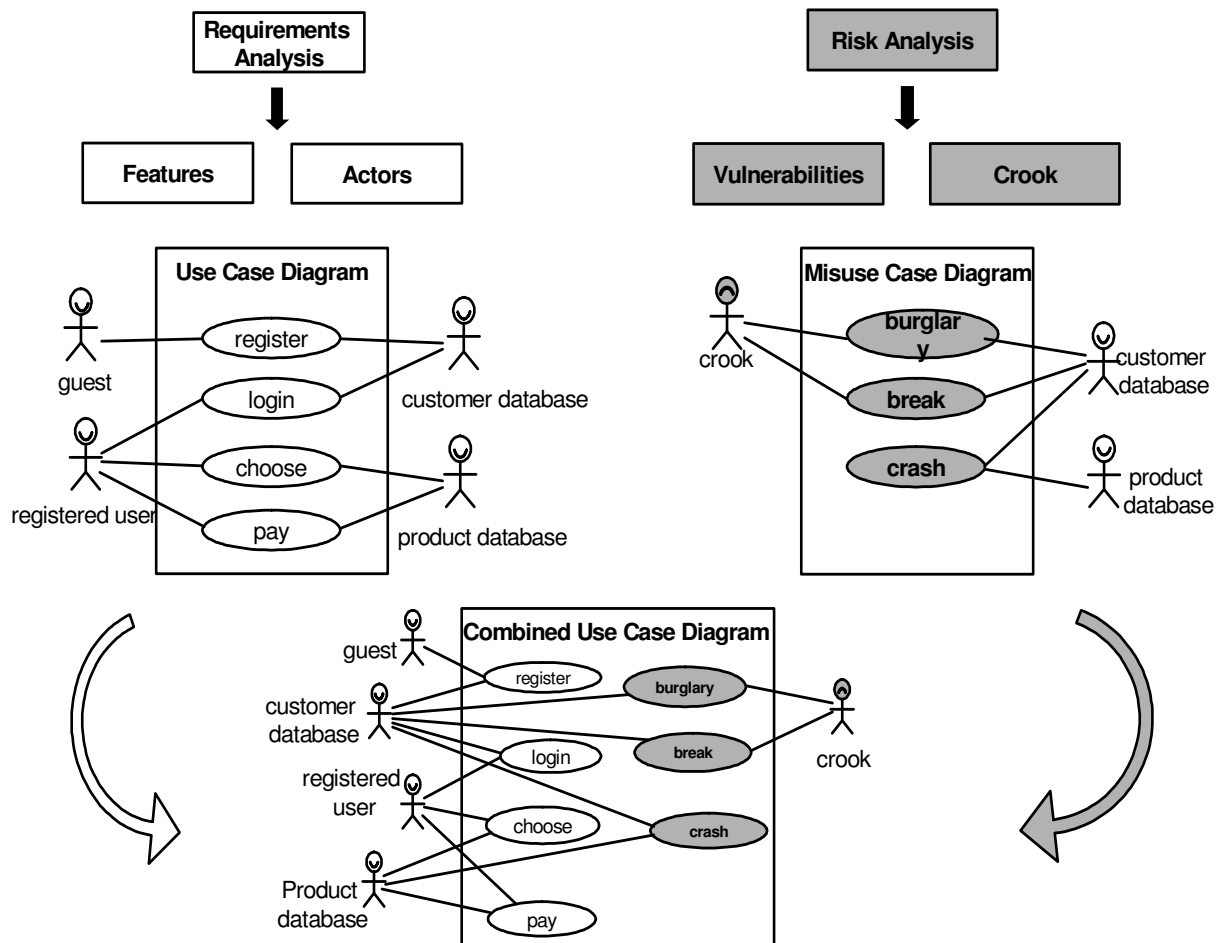 Requirements
Analysis
Risk Analysis
Features
Actors
Vulnerabilities
Crook
Use Case Diagram
register
login
choose
pay
guest
registered user
customer database
product database
Misuse Case Diagram
burglar
y
break
crash
crook
customer
database
product
database
Combined Use Case Diagram
guest
customer
database
registered
user
Product
database
register
login
choose
pay
burglary
break
crash
crook